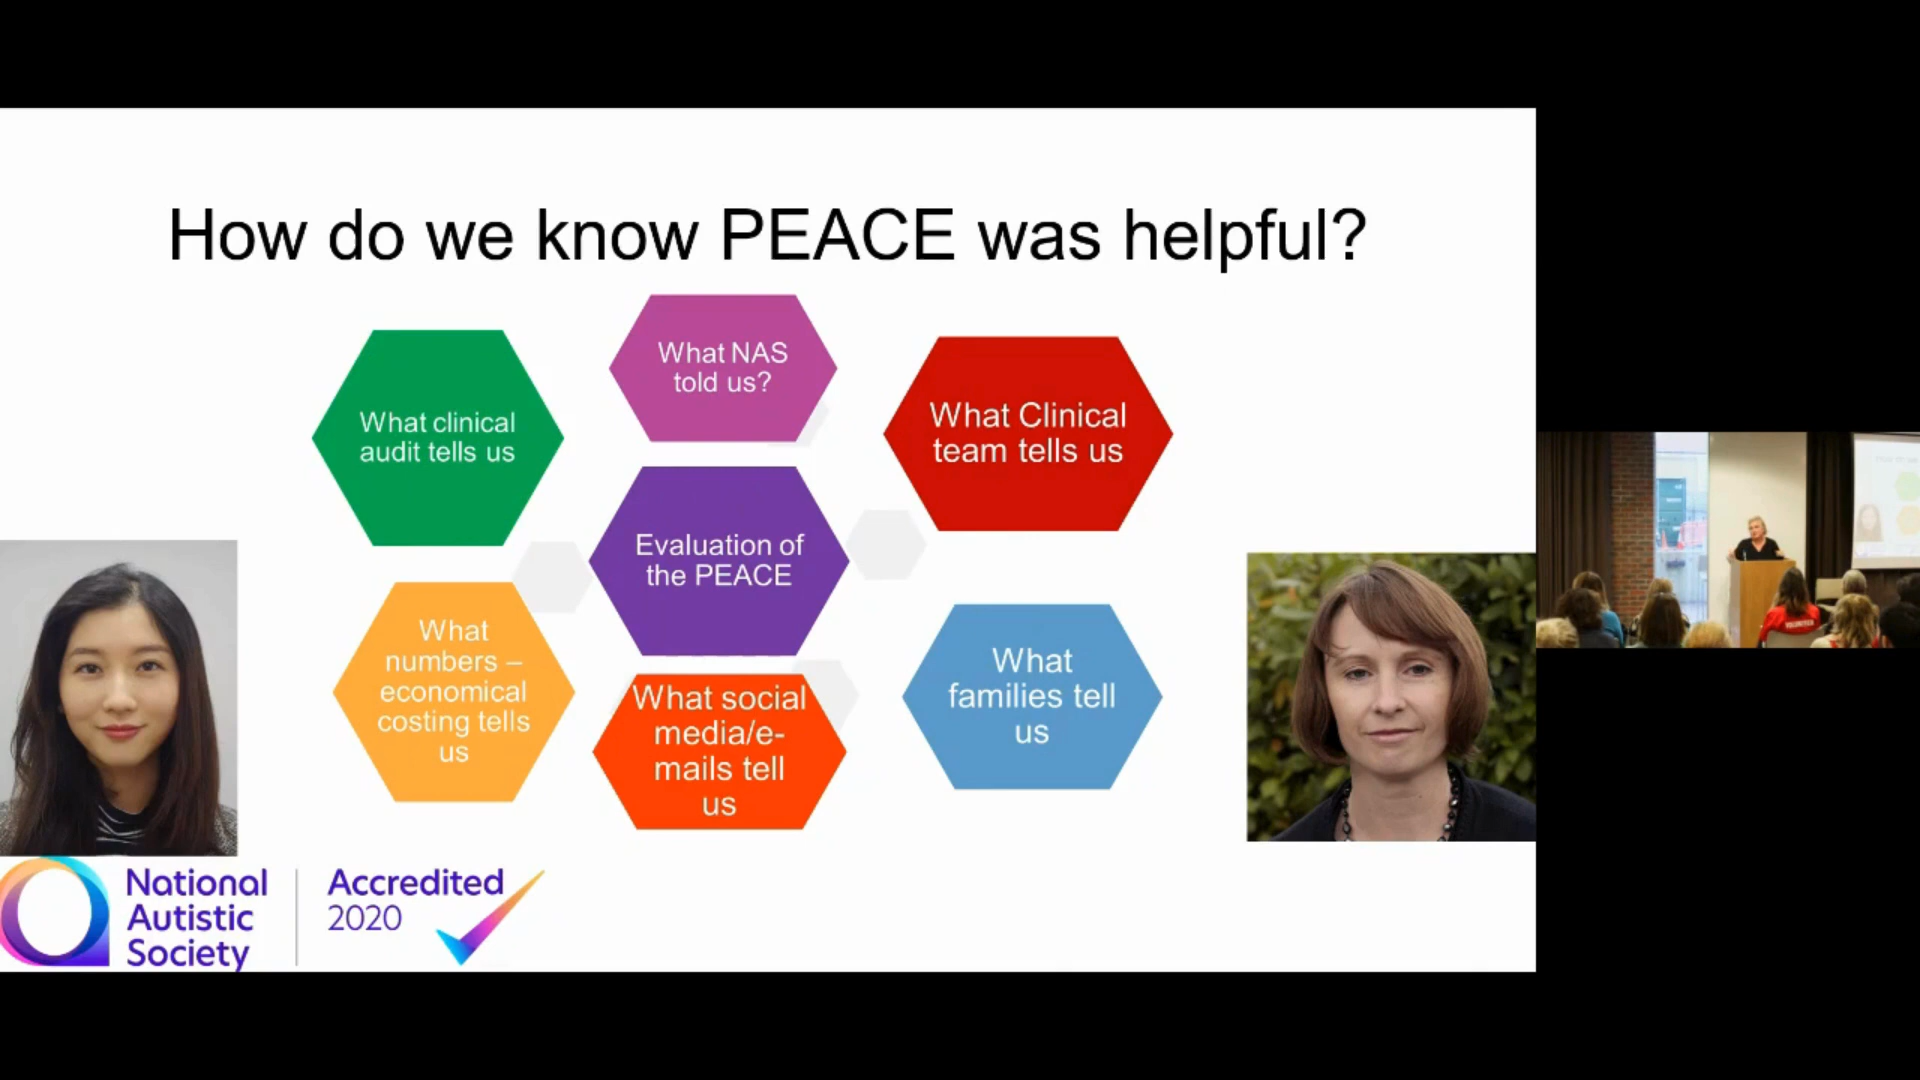 How do we know PEACE was helpful?
What NAS
told us?
What clinical
audit tells us
What Clinical
team tells us
Evaluation of
the PEACE
What
numbers –
economical
costing tells
us
What social
media/e-
mails tell
us
What
families tell
us
National
Autistic
Society
Accredited
2020
VOLUNTEER